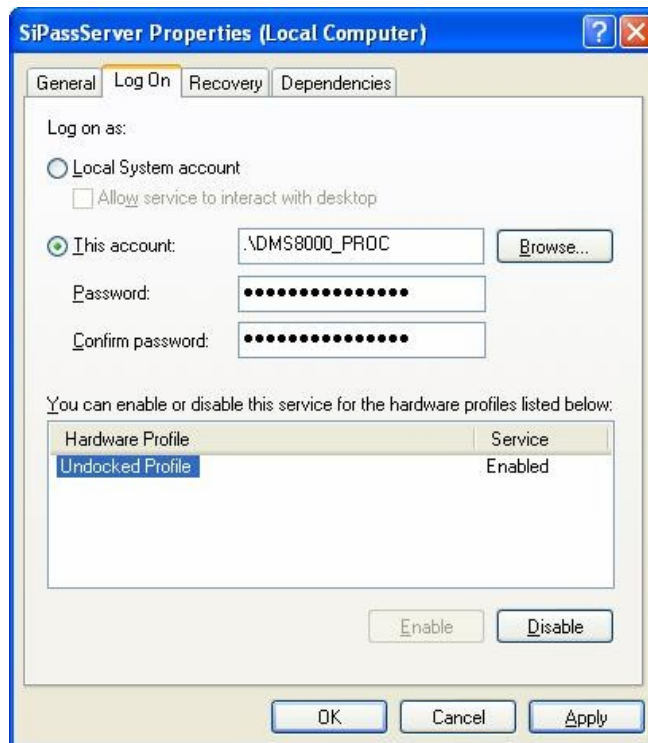 SiPassServer Properties (Local Computer)
General Log On Recovery Dependencies
Log on as:
Local System account
Allow service to interact with desktop
This account: .\DMS8000_PROC Browse...
Password: ●●●●●●●●●●●●●●●
Confirm password: ●●●●●●●●●●●●●●●
You can enable or disable this service for the hardware profiles listed below:
Hardware Profile Service
Undocked Profile Enabled
Enable Disable
OK Cancel Apply